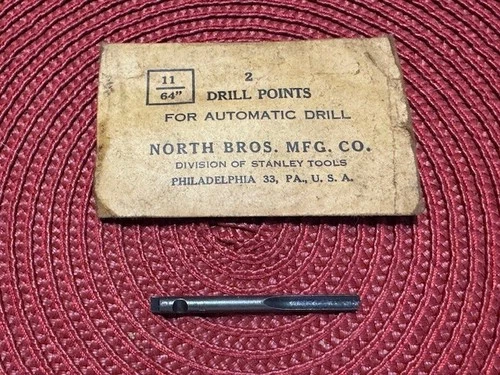 11
64"
2
DRILL POINTS
FOR AUTOMATIC DRILL
NORTH BROS. MFG. CO.
DIVISION OF STANLEY TOOLS
PHILADELPHIA 33, PA., U. S. A.